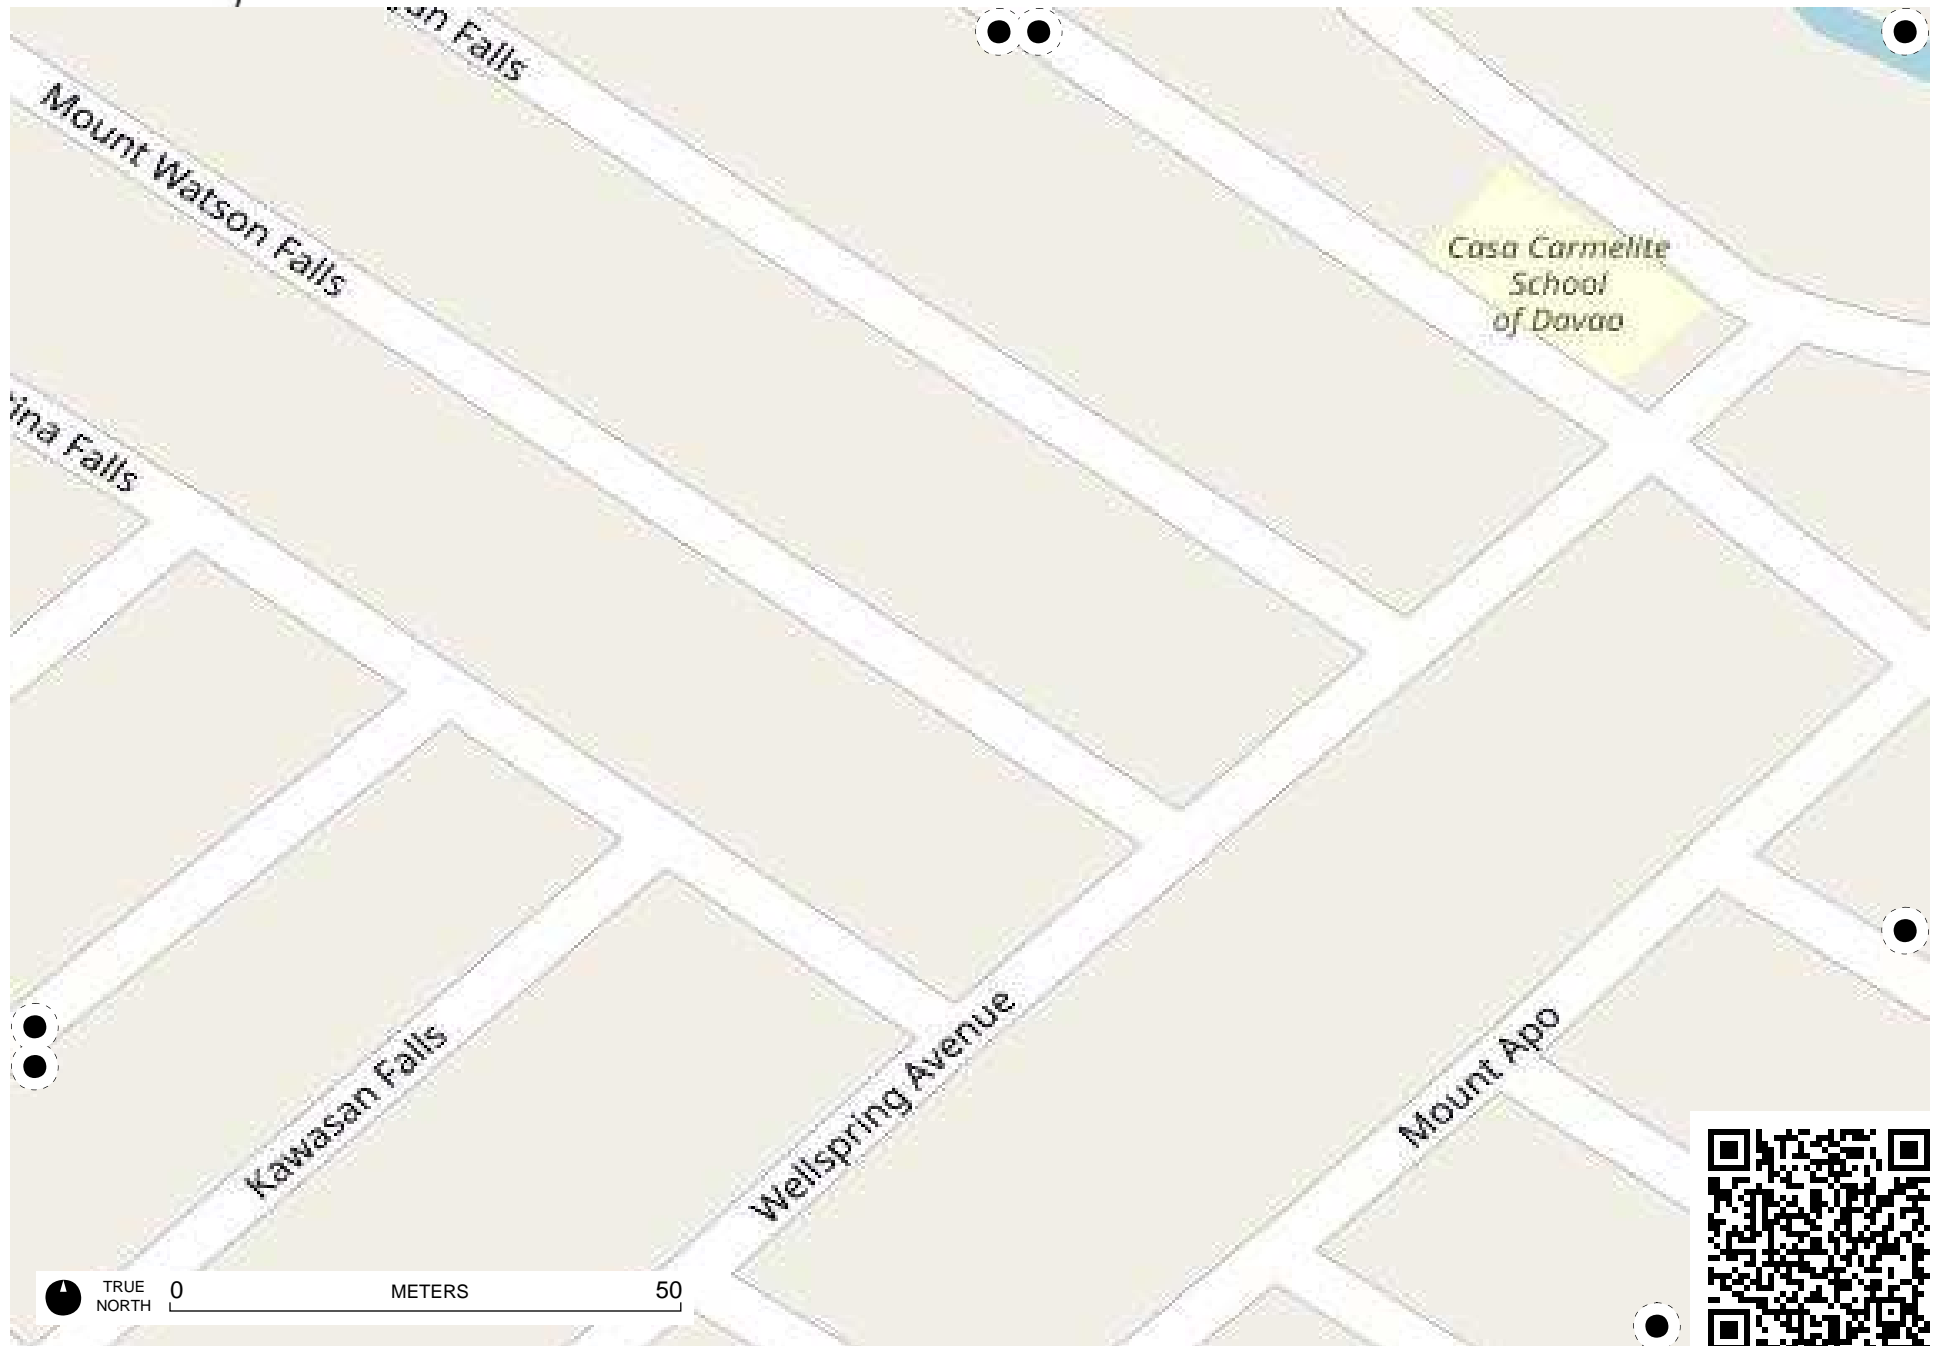 Falls
Mount Watson Falls
Casa Carmelite
School
of Davao
Falls
Kawasan Falls
Wellspring Avenue
Mount Apo
TRUE
NORTH
0 METERS 50